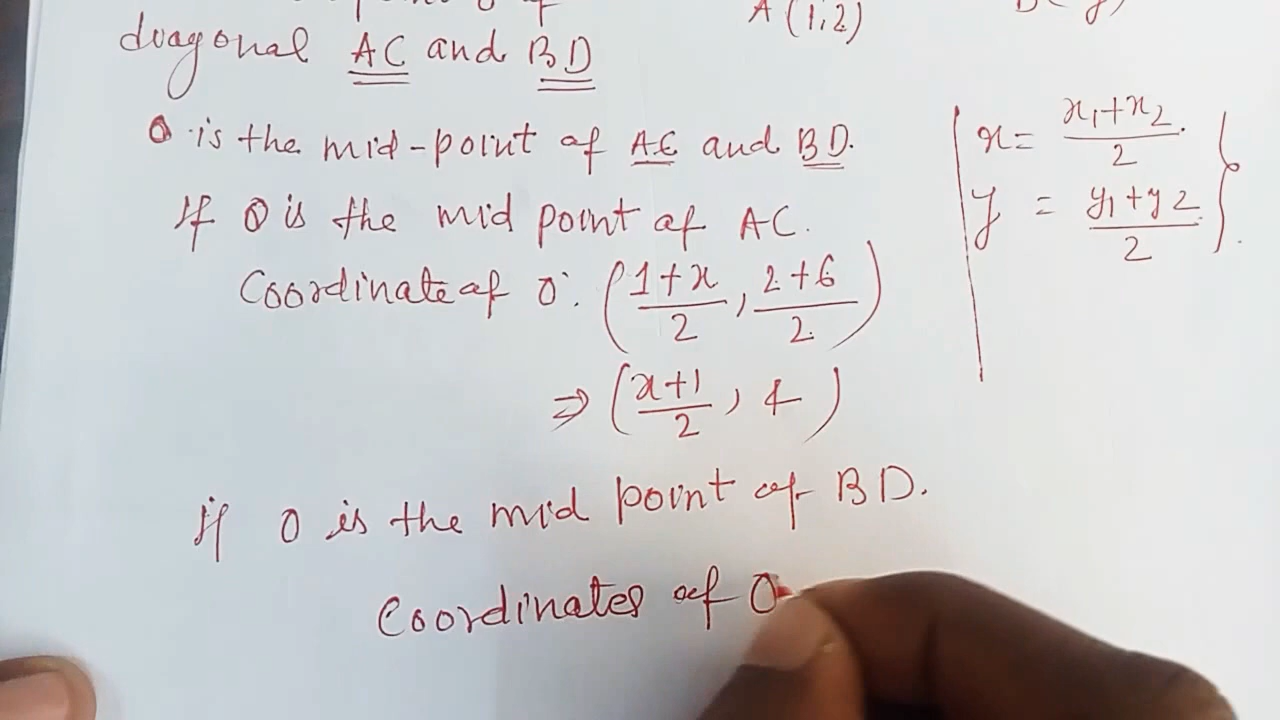 of
A (1,2)
diagonal AC and BD
O is the mid-point of AC and BD.
x = x₁+x₂/2
y = y₁+y2/2
If O is the mid point of AC.
Coordinate of O: (1+x/2, 2+6/2)
⇒ (x+1/2, 4)
if O is the mid point of BD.
Coordinates of O